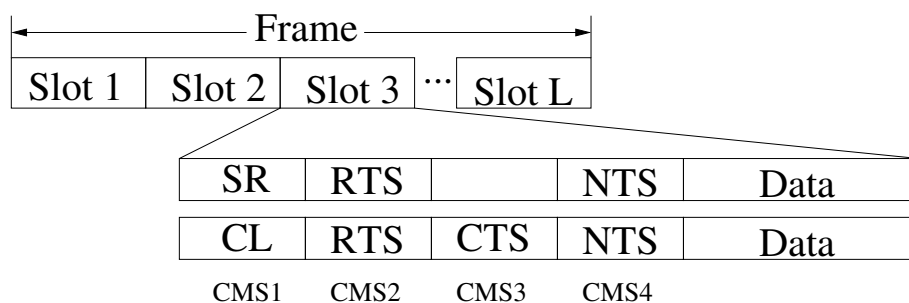 Frame
Slot 1 Slot 2 Slot 3 ... Slot L
SR RTS NTS Data
CL RTS CTS NTS Data
CMS1 CMS2 CMS3 CMS4